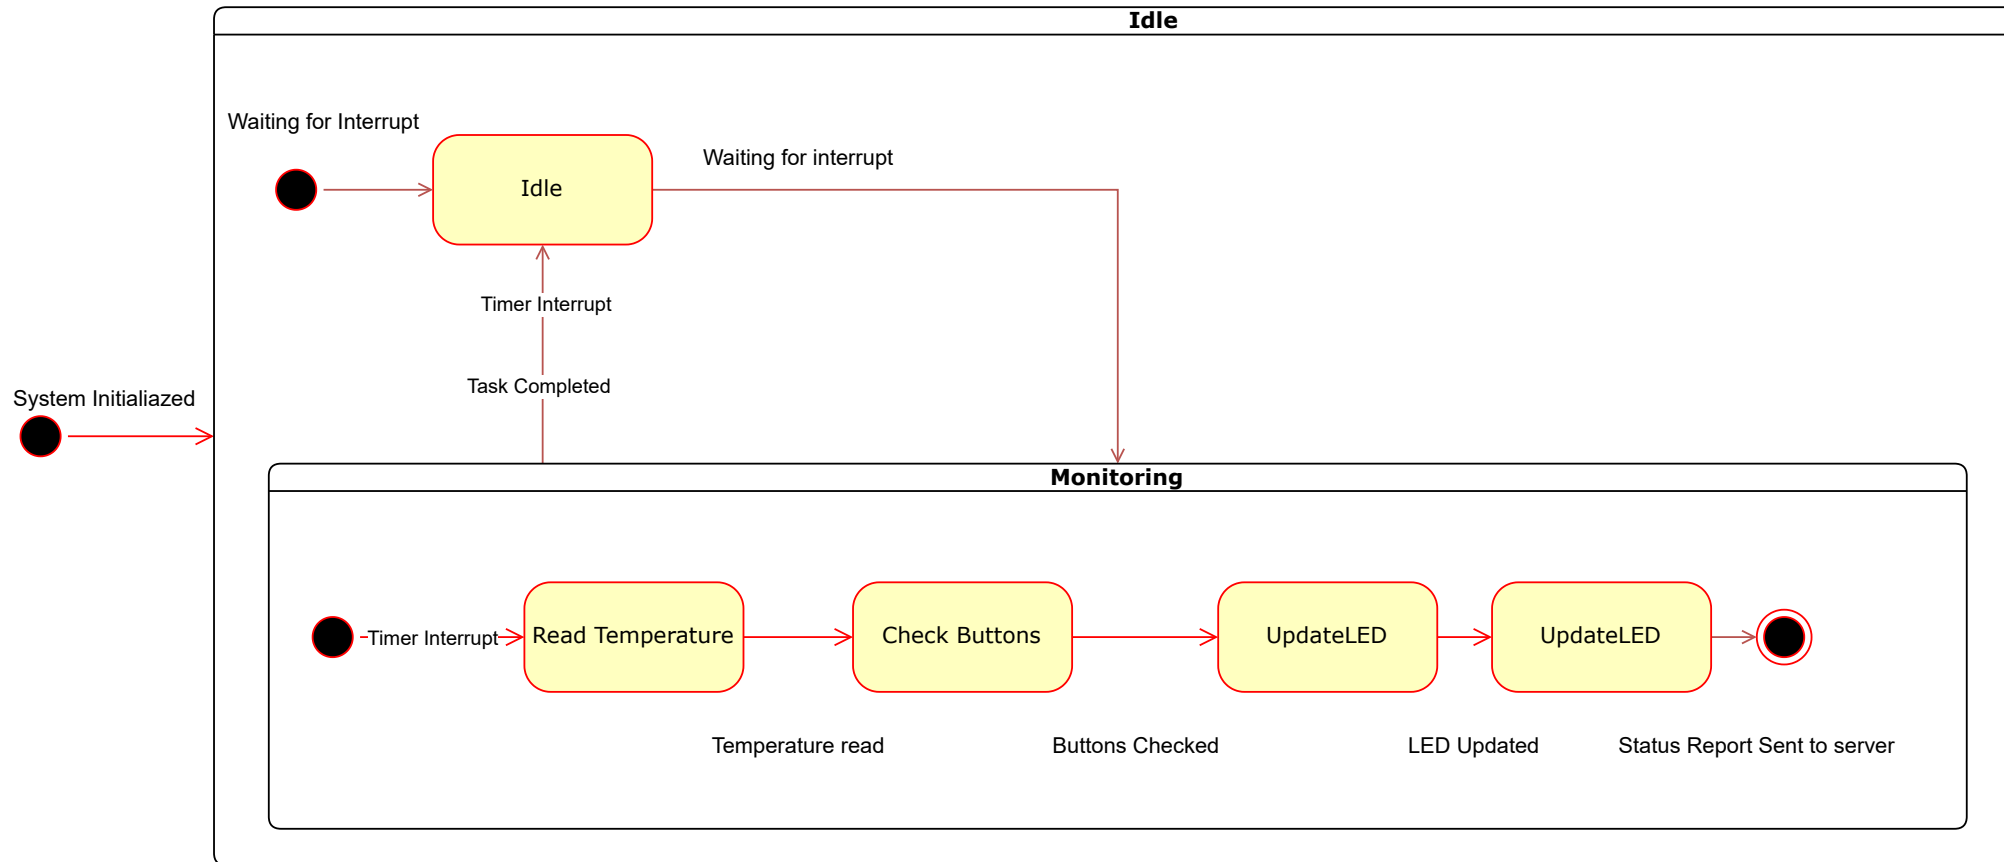 Idle
Waiting for Interrupt
Waiting for interrupt
Idle
Timer Interrupt
Task Completed
System Initialiazed
Monitoring
Timer Interrupt
Read Temperature
Check Buttons
UpdateLED
UpdateLED
Temperature read
Buttons Checked
LED Updated
Status Report Sent to server